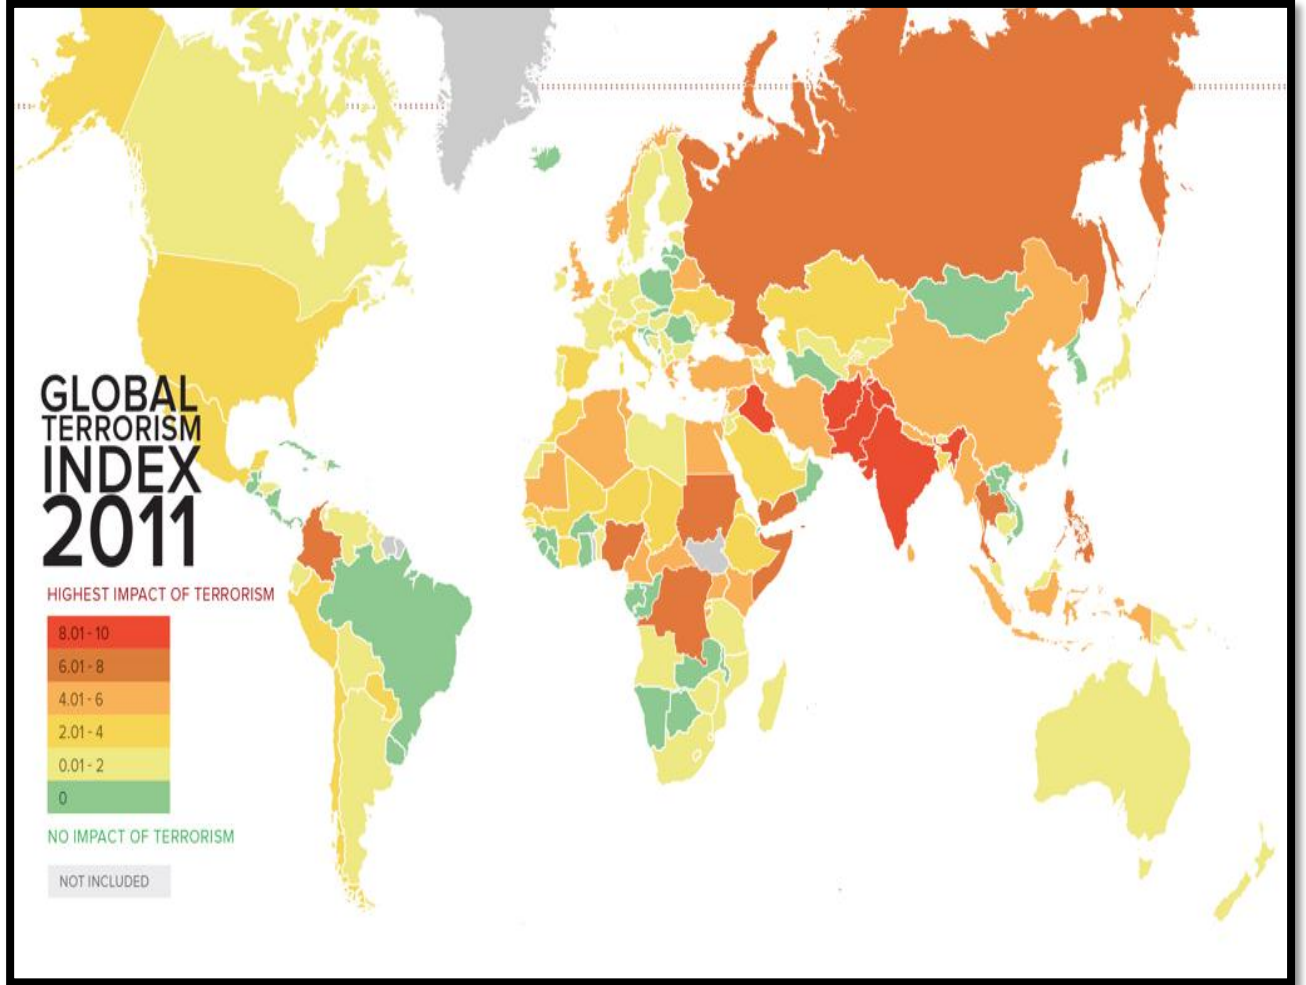 GLOBAL
TERRORISM
INDEX
2011
HIGHEST IMPACT OF TERRORISM
8.01 - 10
6.01 - 8
4.01 - 6
2.01 - 4
0.01 - 2
0
NO IMPACT OF TERRORISM
NOT INCLUDED